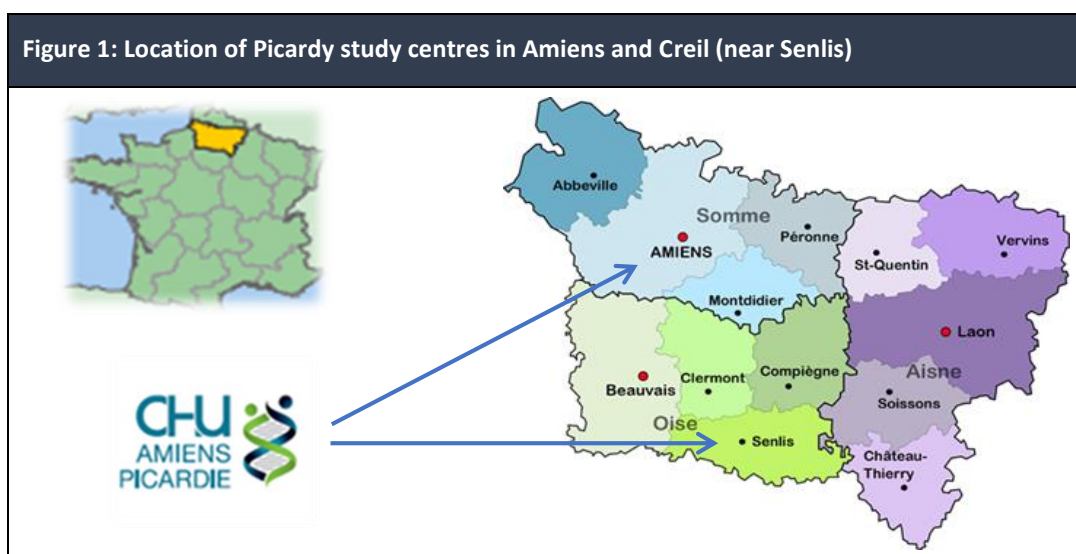 Figure 1: Location of Picardy study centres in Amiens and Creil (near Senlis)
Abbeville
Somme
AMIENS
Péronne
St-Quentin
Vervins
Montdidier
Laon
Beauvais
Clermont
Compiègne
Aisne
Soissons
Oise
Senlis
Château-
Thierry
CHU
AMIENS
PICARDIE